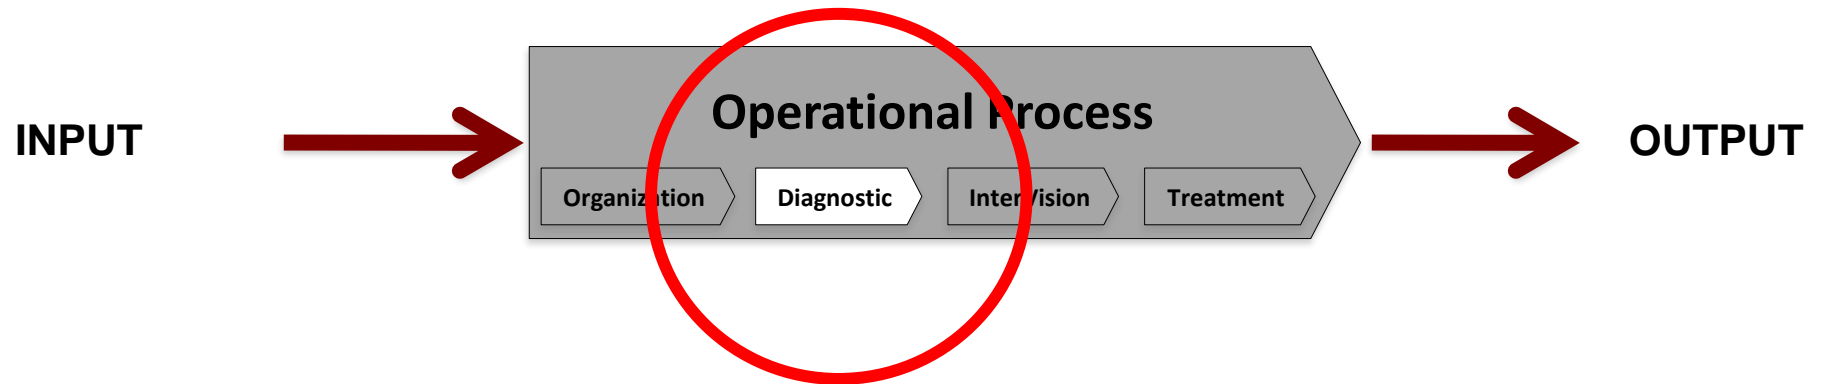 Operational Process
INPUT
OUTPUT
Organization
Diagnostic
InterVision
Treatment